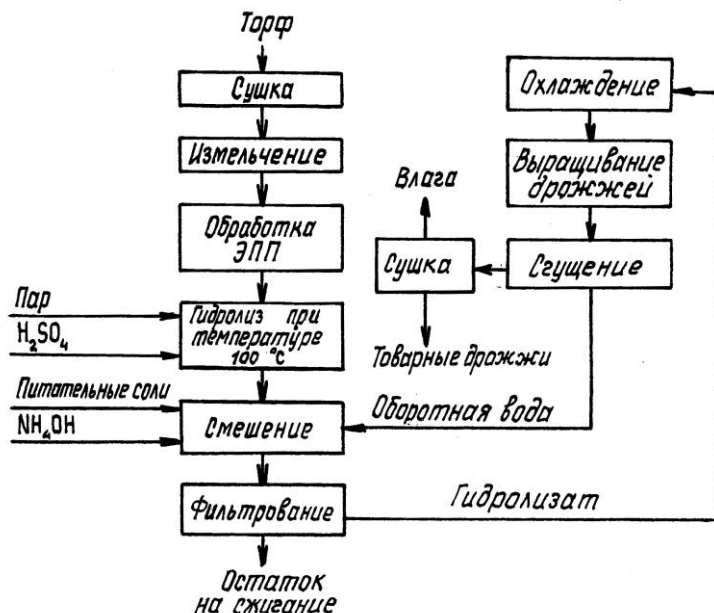 Торф
Сушка
Измельчение
Обработка
ЭПП
Пар
H₂SO₄
Гидролиз при
температуре
100 °C
Питательные соли
NH₄OH
Смешение
Фильтрование
Остаток
на сжигание
Гидролизат
Охлаждение
Выращивание
дрожжей
Сгущение
Влага
Сушка
Товарные дрожжи
Оборотная вода